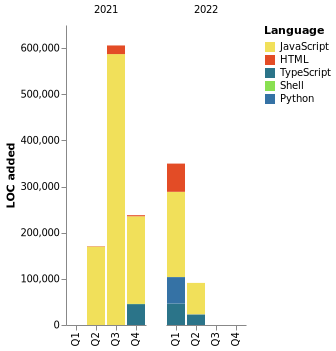 2021 2022
Language
JavaScript
HTML
TypeScript
Shell
Python
LOC added
600,000
500,000
400,000
300,000
200,000
100,000
0
Q1 Q2 Q3 Q4 Q1 Q2 Q3 Q4